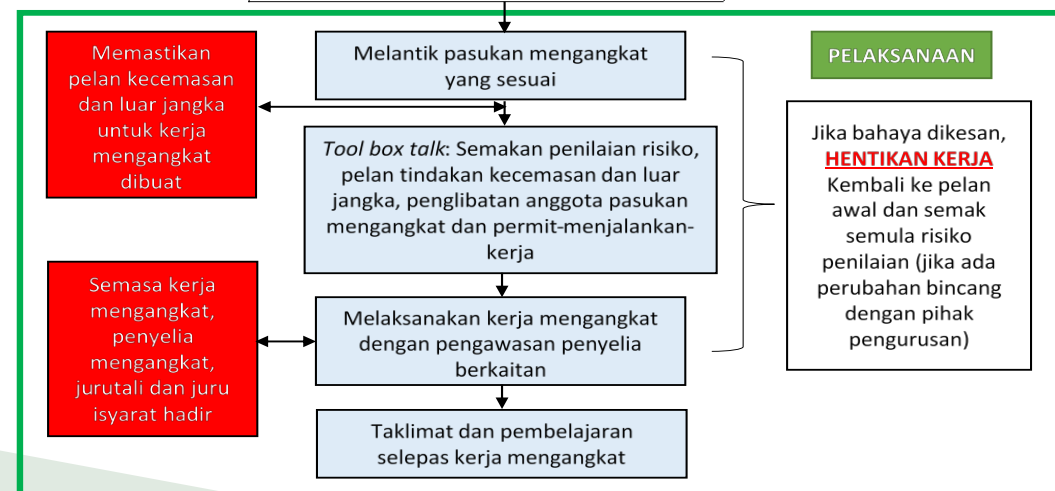 Memastikan
pelan kecemasan
dan luar jangka
untuk kerja
mengangkat
dibuat
Melantik pasukan mengangkat
yang sesuai
PELAKSANAAN
Tool box talk: Semakan penilaian risiko,
pelan tindakan kecemasan dan luar
jangka, penglibatan anggota pasukan
mengangkat dan permit-menjalankan-
kerja
Jika bahaya dikesan,
HENTIKAN KERJA
Kembali ke pelan
awal dan semak
semula risiko
penilaian (jika ada
perubahan bincang
dengan pihak
pengurusan)
Semasa kerja
mengangkat,
penyelia
mengangkat,
jurutali dan juru
isyarat hadir
Melaksanakan kerja mengangkat
dengan pengawasan penyelia
berkaitan
Taklimat dan pembelajaran
selepas kerja mengangkat